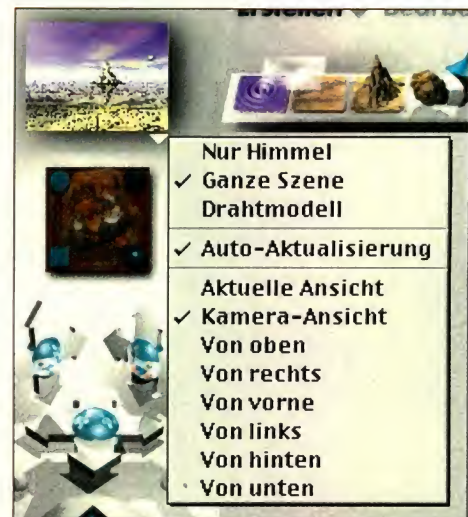 Erstellen
Nur Himmel
✓ Ganze Szene
Drahtmodell
✓ Auto-Aktualisierung
Aktuelle Ansicht
✓ Kamera-Ansicht
Von oben
Von rechts
Von vorne
Von links
Von hinten
Von unten